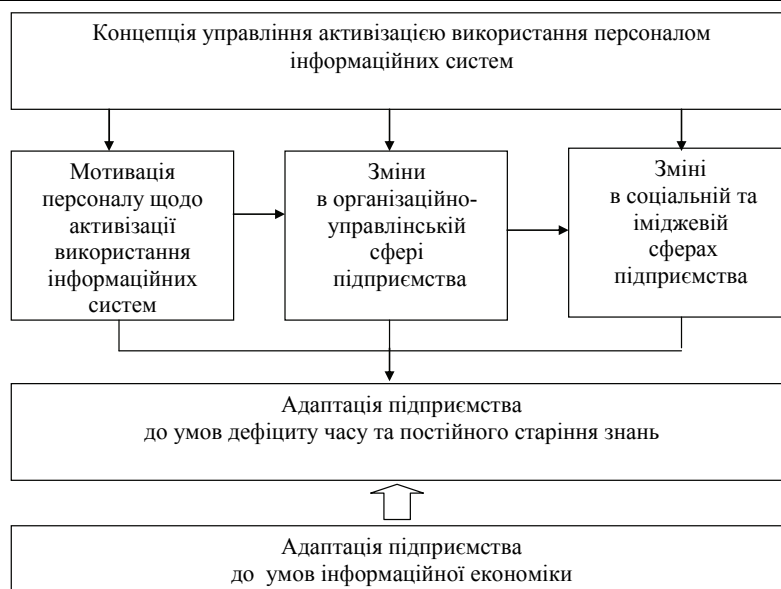 Концепція управління активізацією використання персоналом
інформаційних систем
Мотивація
персоналу щодо
активізації
використання
інформаційних
систем
Зміни
в організаційно-
управлінській
сфері
підприємства
Зміні
в соціальній та
іміджевій
сферах
підприємства
Адаптація підприємства
до умов дефіциту часу та постійного старіння знань
Адаптація підприємства
до умов інформаційної економіки